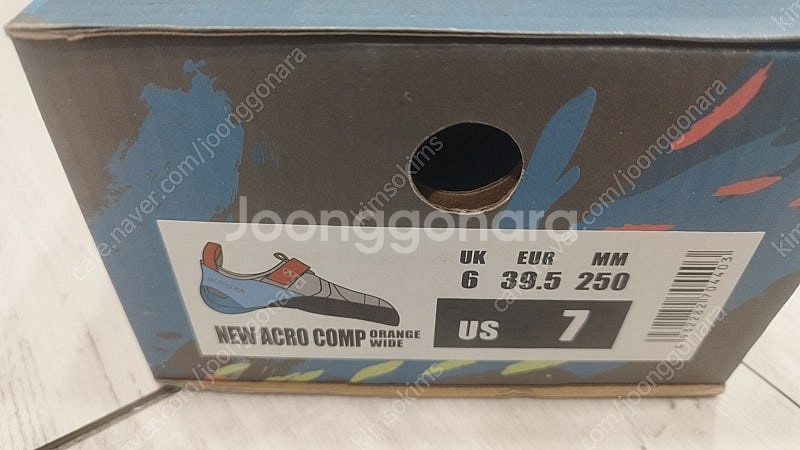 Joonggonara
UK EUR MM
6 39.5 250
BUTORA
NEW ACRO COMP ORANGE
WIDE
US 7
cafe.naver.com/joonggonara
kimsokims